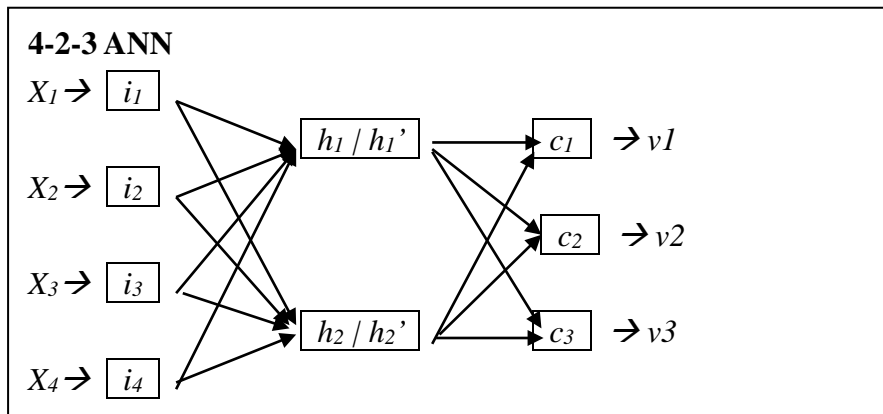 4-2-3 ANN
X1→ i1
h1 | h1’ c1 → v1
X2→ i2
c2 → v2
X3→ i3
h2 | h2’ c3 → v3
X4→ i4